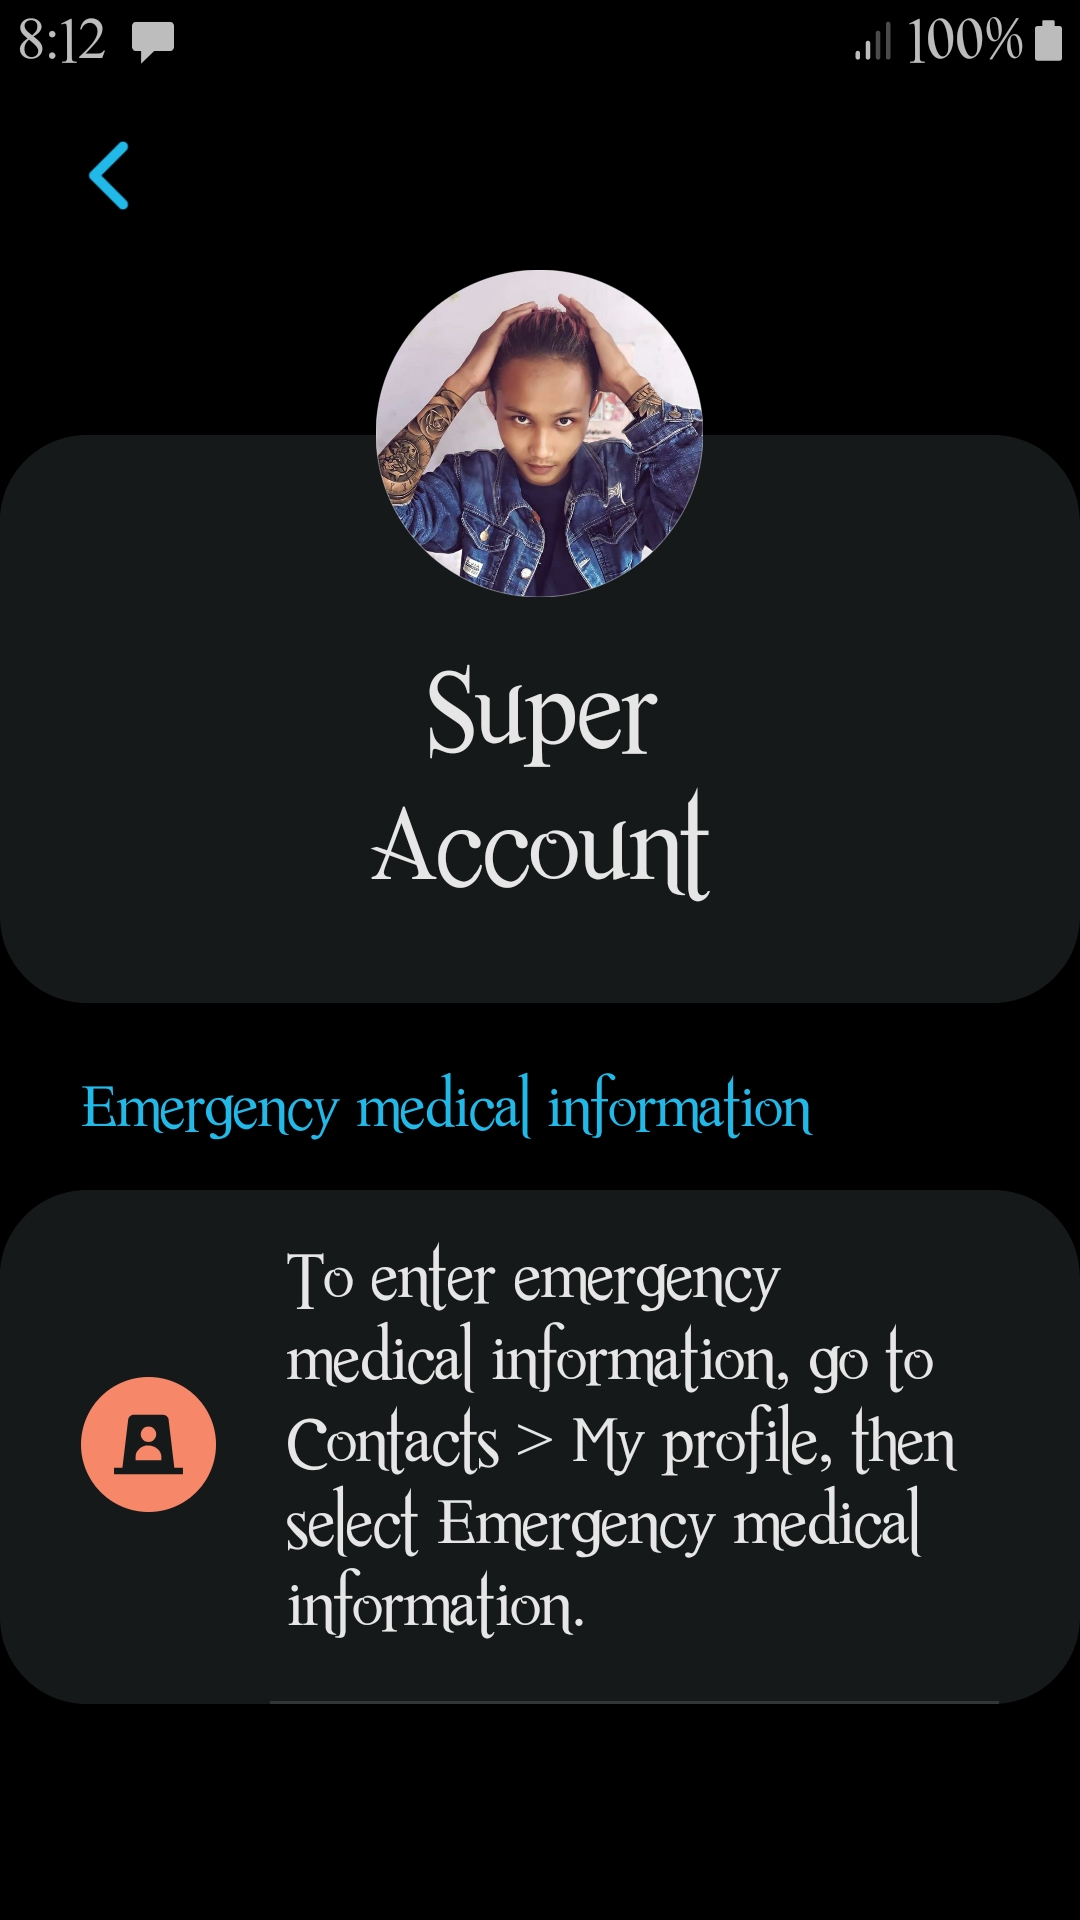 8:12 100%
Super
Account
Emergency medical information
To enter emergency
medical information, go to
Contacts > My profile, then
select Emergency medical
information.